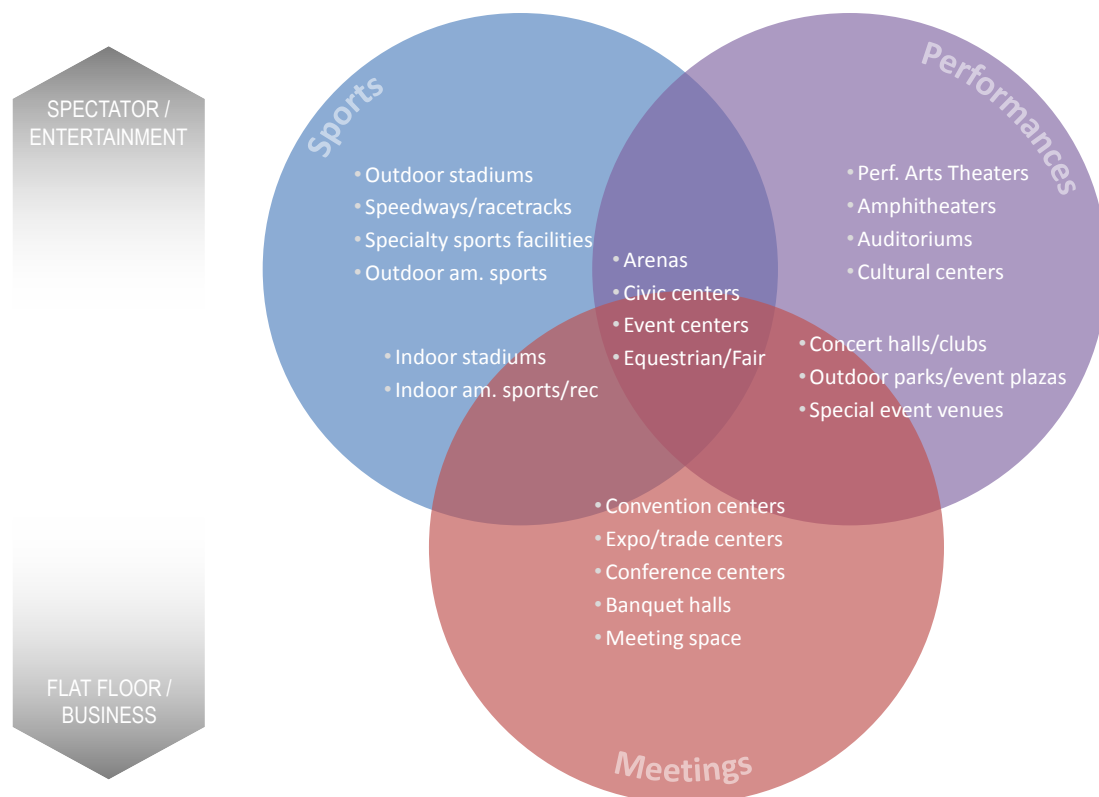 SPECTATOR /
ENTERTAINMENT
FLAT FLOOR /
BUSINESS
Sports
• Outdoor stadiums
• Speedways/racetracks
• Specialty sports facilities
• Outdoor am. sports
• Indoor stadiums
• Indoor am. sports/rec
• Arenas
• Civic centers
• Event centers
• Equestrian/Fair
Performances
• Perf. Arts Theaters
• Amphitheaters
• Auditoriums
• Cultural centers
• Concert halls/clubs
• Outdoor parks/event plazas
• Special event venues
• Convention centers
• Expo/trade centers
• Conference centers
• Banquet halls
• Meeting space
Meetings